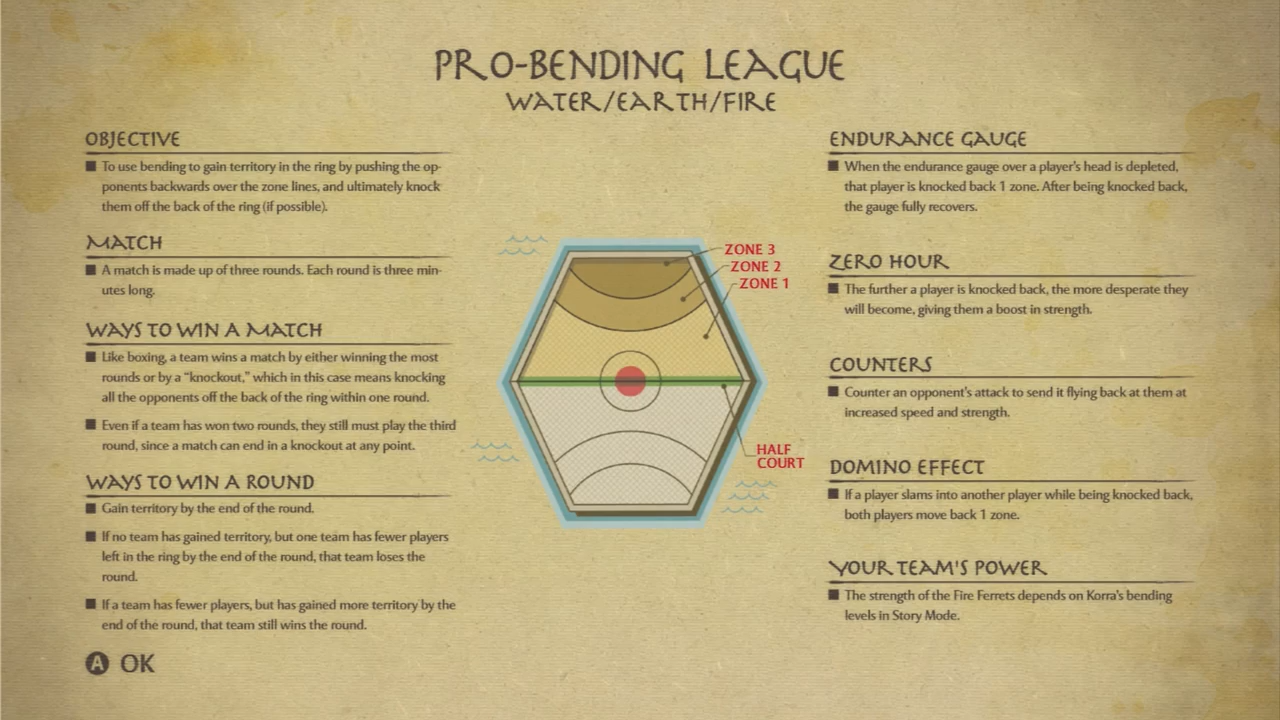 PRO-BENDING LEAGUE
WATER/EARTH/FIRE
OBJECTIVE
■ To use bending to gain territory in the ring by pushing the op-
ponents backwards over the zone lines, and ultimately knock
them off the back of the ring (if possible).
MATCH
■ A match is made up of three rounds. Each round is three min-
utes long.
WAYS TO WIN A MATCH
■ Like boxing, a team wins a match by either winning the most
rounds or by a “knockout,” which in this case means knocking
all the opponents off the back of the ring within one round.
■ Even if a team has won two rounds, they still must play the third
round, since a match can end in a knockout at any point.
WAYS TO WIN A ROUND
■ Gain territory by the end of the round.
■ If no team has gained territory, but one team has fewer players
left in the ring by the end of the round, that team loses the
round.
■ If a team has fewer players, but has gained more territory by the
end of the round, that team still wins the round.
A OK
ZONE 3
ZONE 2
ZONE 1
HALF
COURT
ENDURANCE GAUGE
■ When the endurance gauge over a player's head is depleted,
that player is knocked back 1 zone. After being knocked back,
the gauge fully recovers.
ZERO HOUR
■ The further a player is knocked back, the more desperate they
will become, giving them a boost in strength.
COUNTERS
■ Counter an opponent's attack to send it flying back at them at
increased speed and strength.
DOMINO EFFECT
■ If a player slams into another player while being knocked back,
both players move back 1 zone.
YOUR TEAM'S POWER
■ The strength of the Fire Ferrets depends on Korra's bending
levels in Story Mode.